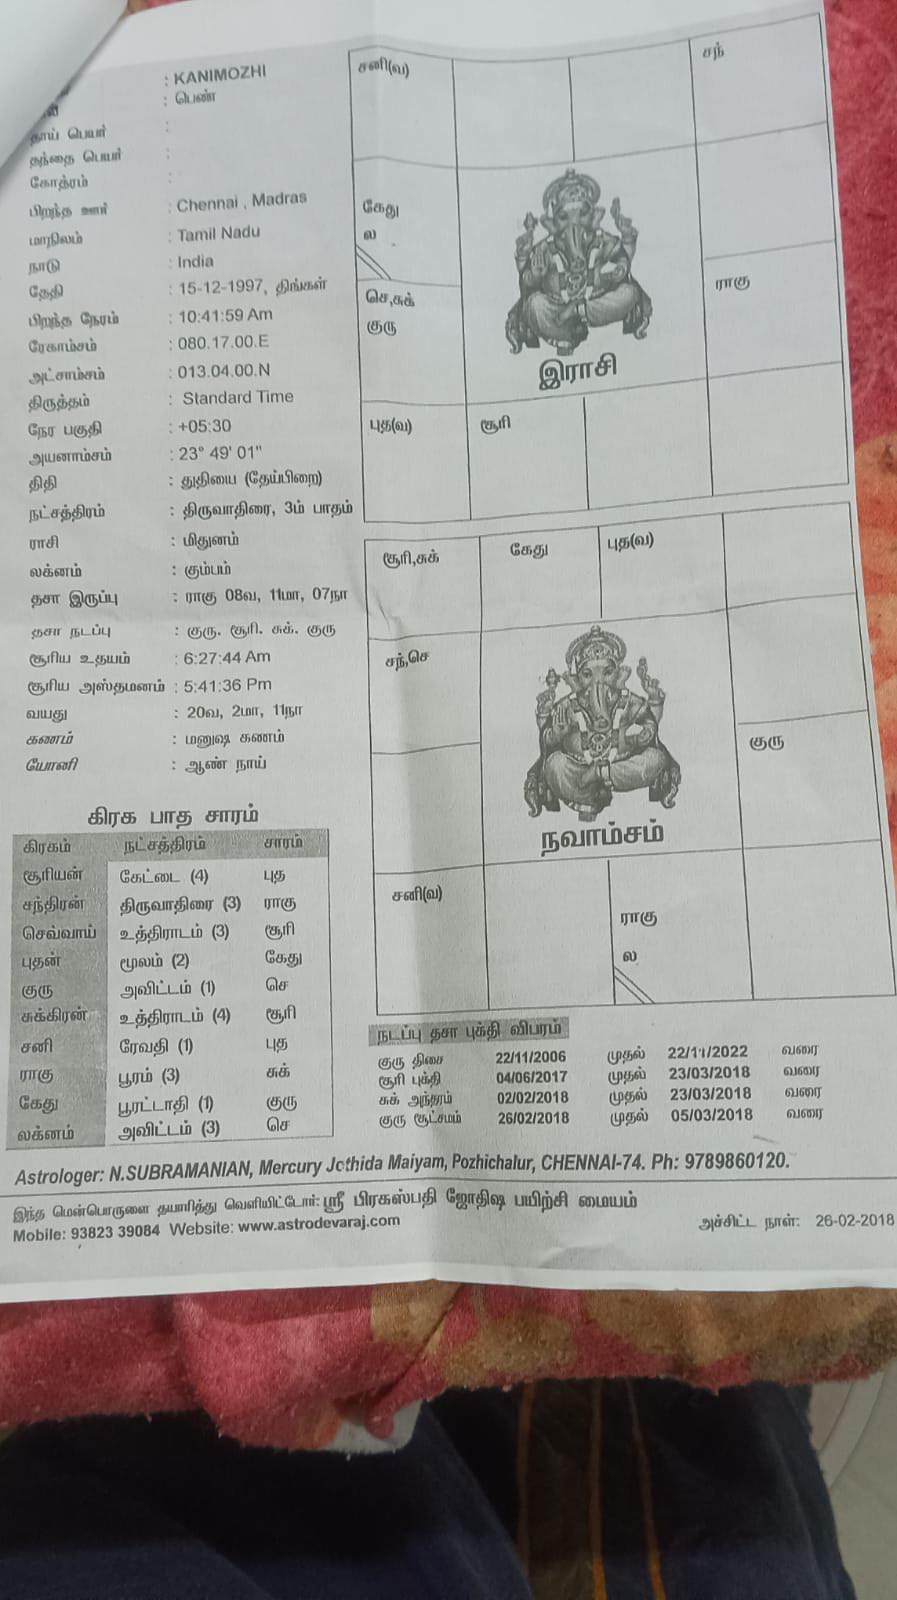 : KANIMOZHI
: பெண்
தாய் பெயர் :
தந்தை பெயர் :
கோத்ரம் :
பிறந்த ஊர் : Chennai , Madras
மாநிலம் : Tamil Nadu
நாடு : India
தேதி : 15-12-1997, திங்கள்
பிறந்த நேரம் : 10:41:59 Am
ரேகாம்சம் : 080.17.00.E
அட்சாம்சம் : 013.04.00.N
திருத்தம் : Standard Time
நேர பகுதி : +05:30
அயனாம்சம் : 23° 49' 01"
திதி : துதியை (தேய்பிறை)
நட்சத்திரம் : திருவாதிரை, 3ம் பாதம்
ராசி : மிதுனம்
லக்னம் : கும்பம்
தசா இருப்பு : ராகு 08வ, 11மா, 07நா
தசா நடப்பு : குரு. சூரி. சுக். குரு
சூரிய உதயம் : 6:27:44 Am
சூரிய அஸ்தமனம் : 5:41:36 Pm
வயது : 20வ, 2மா, 11நா
கணம் : மனுஷ கணம்
யோனி : ஆண் நாய்
சனி(வ) சந்
கேது
ல
செ,சுக் ராகு
குரு
இராசி
புத(வ) சூரி
சூரி,சுக் கேது புத(வ)
சந்,செ
குரு
நவாம்சம்
சனி(வ) ராகு
ல
கிரக பாத சாரம்
கிரகம் நட்சத்திரம் சாரம்
சூரியன் கேட்டை (4) புத
சந்திரன் திருவாதிரை (3) ராகு
செவ்வாய் உத்திராடம் (3) சூரி
புதன் மூலம் (2) கேது
குரு அவிட்டம் (1) செ
சுக்கிரன் உத்திராடம் (4) சூரி
சனி ரேவதி (1) புத
ராகு பூரம் (3) சுக்
கேது பூரட்டாதி (1) குரு
லக்னம் அவிட்டம் (3) செ
நடப்பு தசா புக்தி விபரம்
குரு திசை 22/11/2006 முதல் 22/11/2022 வரை
சூரி புக்தி 04/06/2017 முதல் 23/03/2018 வரை
சுக் அந்தரம் 02/02/2018 முதல் 23/03/2018 வரை
குரு சூட்சமம் 26/02/2018 முதல் 05/03/2018 வரை
Astrologer: N.SUBRAMANIAN, Mercury Jothida Maiyam, Pozhichalur, CHENNAI-74. Ph: 9789860120.
இந்த மென்பொருளை தயாரித்து வெளியிட்டோர்: ஸ்ரீ பிரகஸ்பதி ஜோதிஷ பயிற்சி மையம்
Mobile: 93823 39084 Website: www.astrodevaraj.com அச்சிட்ட நாள்: 26-02-2018